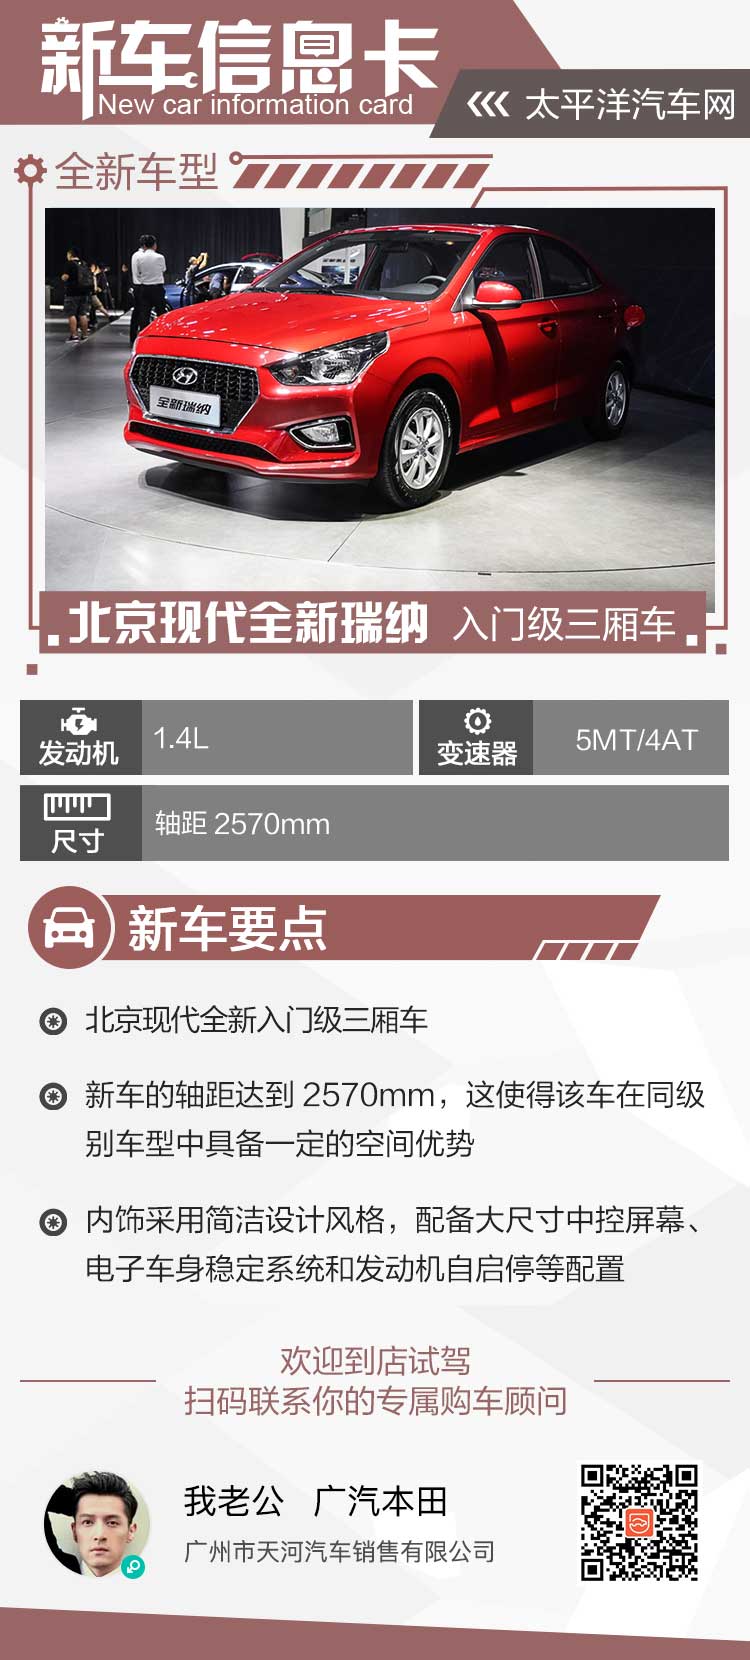 新车信息卡
New car information card
太平洋汽车网
全新车型
全新瑞纳
北京现代全新瑞纳 入门级三厢车
发动机 1.4L 变速器 5MT/4AT
尺寸 轴距 2570mm
新车要点
北京现代全新入门级三厢车
新车的轴距达到 2570mm，这使得该车在同级
别车型中具备一定的空间优势
内饰采用简洁设计风格，配备大尺寸中控屏幕、
电子车身稳定系统和发动机自启停等配置
欢迎到店试驾
扫码联系你的专属购车顾问
我老公 广汽本田
广州市天河汽车销售有限公司